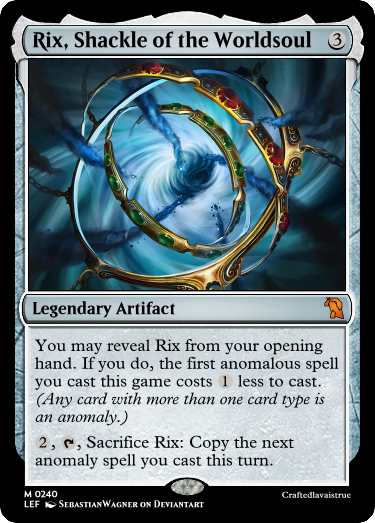 Rix, Shackle of the Worldsoul 3
Legendary Artifact
You may reveal Rix from your opening
hand. If you do, the first anomalous spell
you cast this game costs 1 less to cast.
(Any card with more than one card type is
an anomaly.)
2, , Sacrifice Rix: Copy the next
anomaly spell you cast this turn.
M 0240
LEF SebastianWagner on Deviantart
Craftedlavaistrue